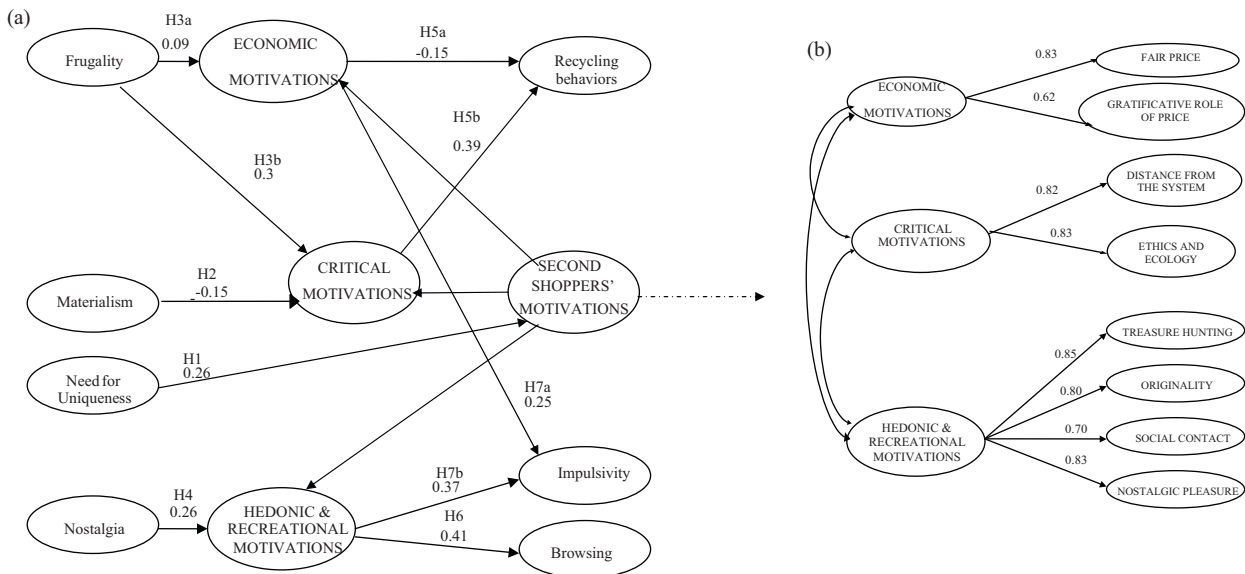 (a)
H3a
0.09
Frugality
ECONOMIC
MOTIVATIONS
H5a
-0.15
Recycling
behaviors
H5b
0.39
H3b
0.3
Materialism
H2
-0.15
CRITICAL
MOTIVATIONS
SECOND
SHOPPERS'
MOTIVATIONS
Need for
Uniqueness
H1
0.26
H7a
0.25
Nostalgia
H4
0.26
HEDONIC &
RECREATIONAL
MOTIVATIONS
H7b
0.37
H6
0.41
Impulsivity
Browsing
(b)
ECONOMIC
MOTIVATIONS
0.83
FAIR PRICE
0.62
GRATIFICATIVE ROLE
OF PRICE
CRITICAL
MOTIVATIONS
0.82
DISTANCE FROM
THE SYSTEM
0.83
ETHICS AND
ECOLOGY
HEDONIC &
RECREATIONAL
MOTIVATIONS
0.85
TREASURE HUNTING
0.80
ORIGINALITY
0.70
SOCIAL CONTACT
0.83
NOSTALGIC PLEASURE